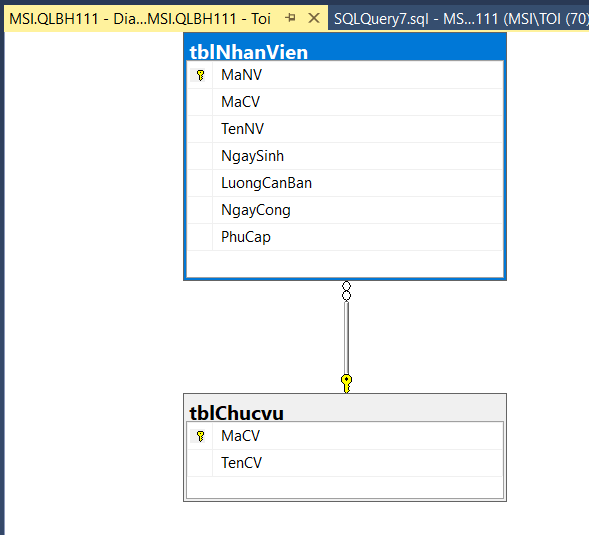 MSI.QLBH111 - Dia...MSI.QLBH111 - Toi
SQLQuery7.sql - MS...111 (MSI\TOI (70)
tblNhanVien
MaNV
MaCV
TenNV
NgaySinh
LuongCanBan
NgayCong
PhuCap
tblChucvu
MaCV
TenCV